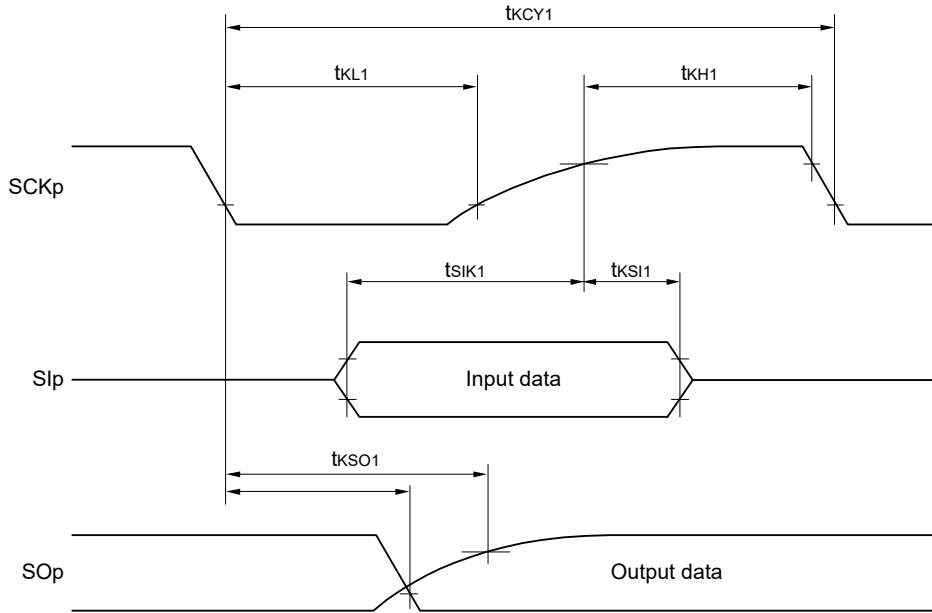 tKCY1
tKL1
tKH1
SCKp
tSIK1
tKSI1
SIp
Input data
tKSO1
SOp
Output data